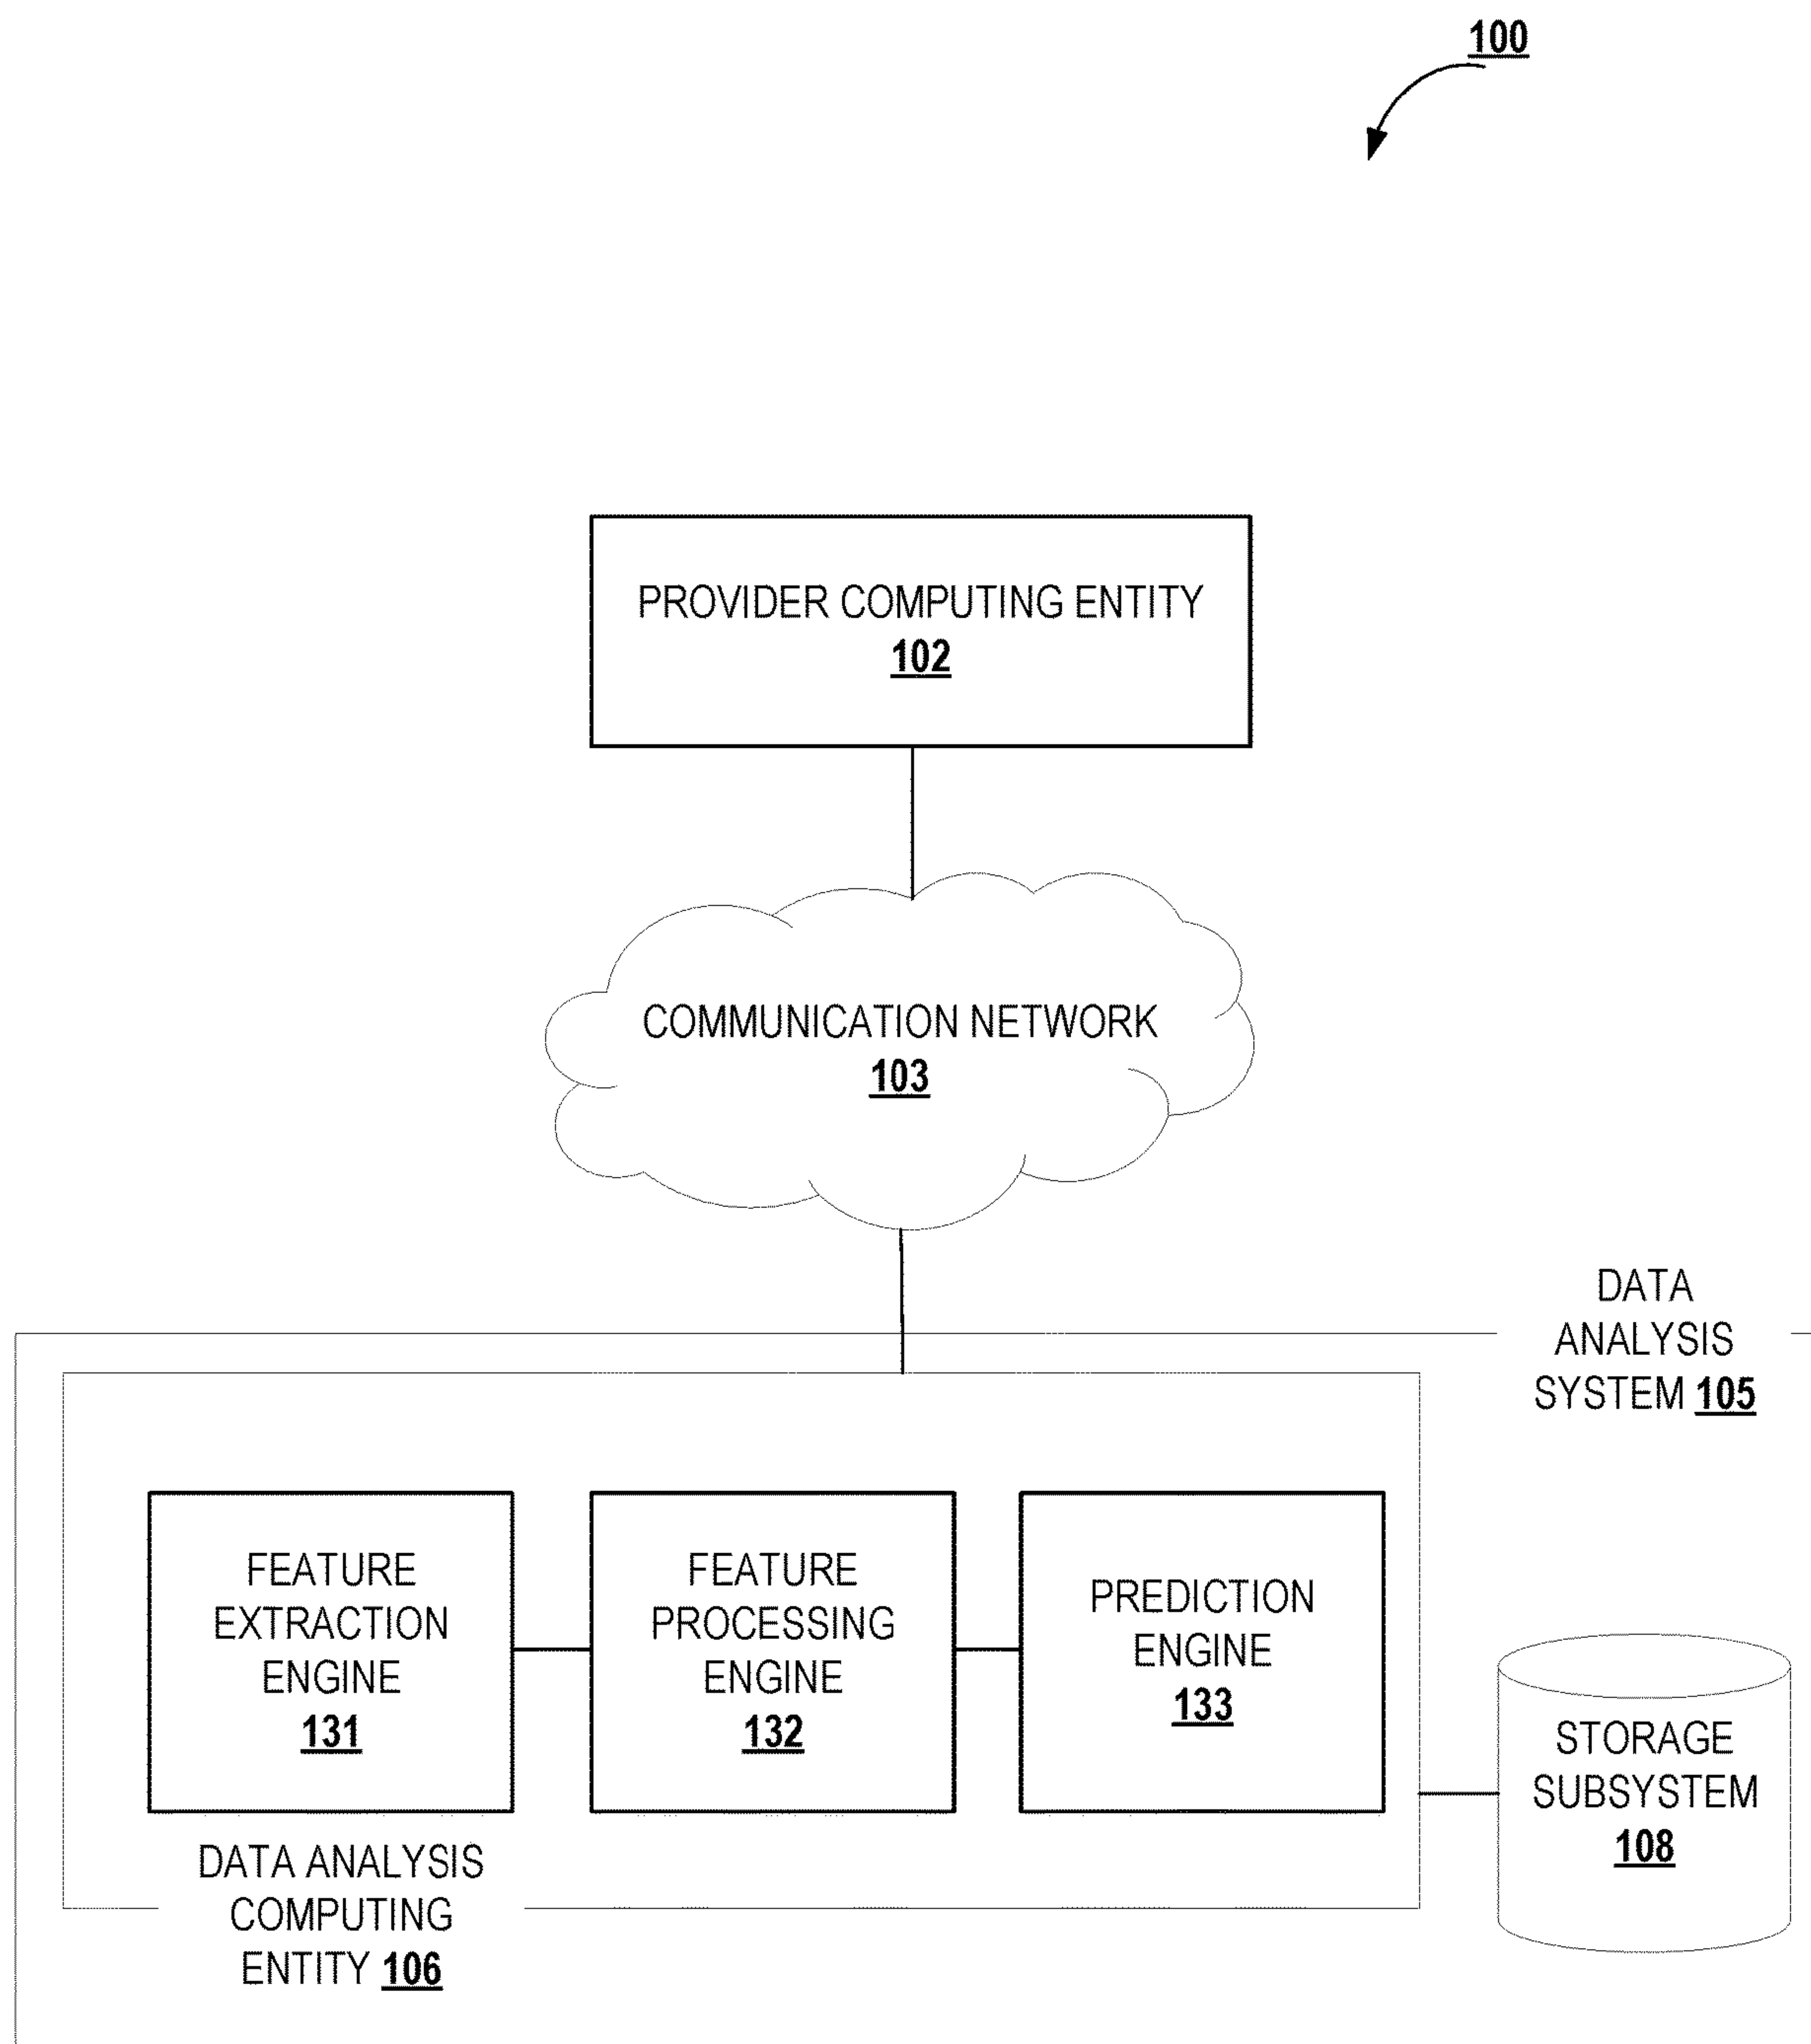 100
PROVIDER COMPUTING ENTITY
102
COMMUNICATION NETWORK
103
DATA
ANALYSIS
SYSTEM 105
FEATURE
EXTRACTION
ENGINE
131
FEATURE
PROCESSING
ENGINE
132
PREDICTION
ENGINE
133
STORAGE
SUBSYSTEM
108
DATA ANALYSIS
COMPUTING
ENTITY 106